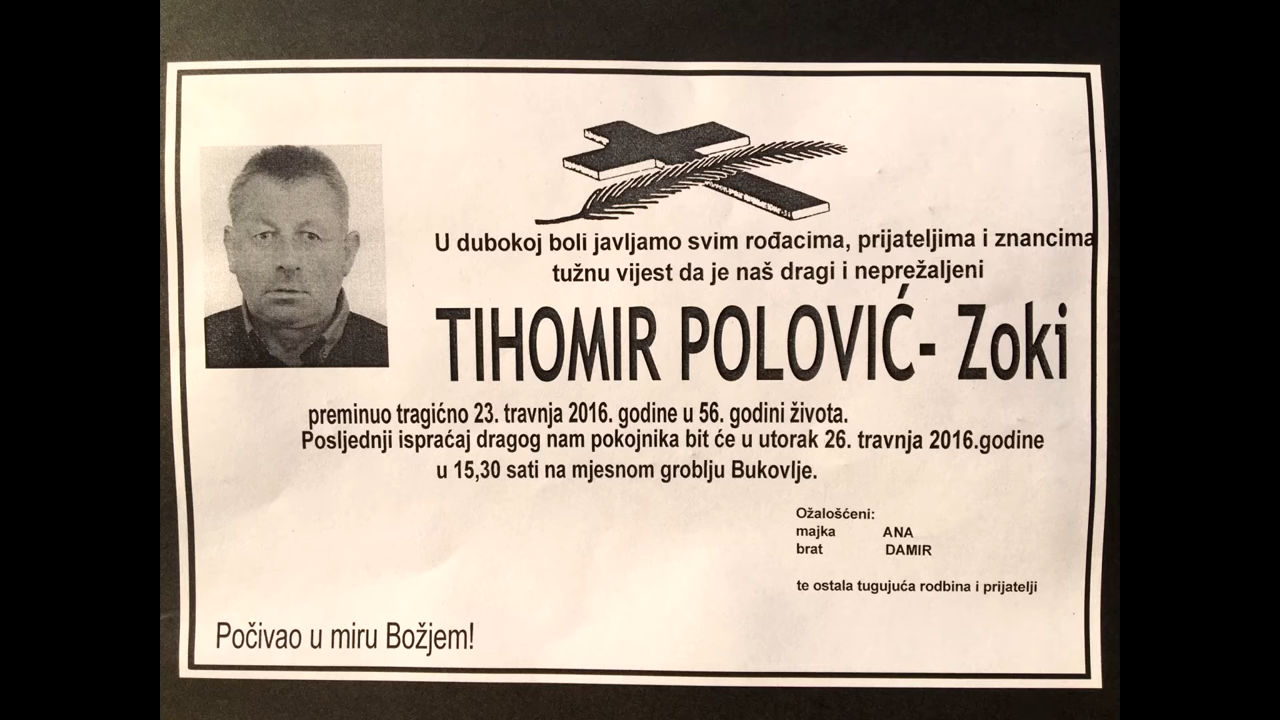 U dubokoj boli javljamo svim rođacima, prijateljima i znancima
tužnu vijest da je naš dragi i neprežaljeni
TIHOMIR POLOVIĆ- Zoki
preminuo tragićno 23. travnja 2016. godine u 56. godini života.
Posljednji ispraćaj dragog nam pokojnika bit će u utorak 26. travnja 2016.godine
u 15,30 sati na mjesnom groblju Bukovlje.
Ožalošćeni:
majka ANA
brat DAMIR
te ostala tugujuća rodbina i prijatelji
Počivao u miru Božjem!